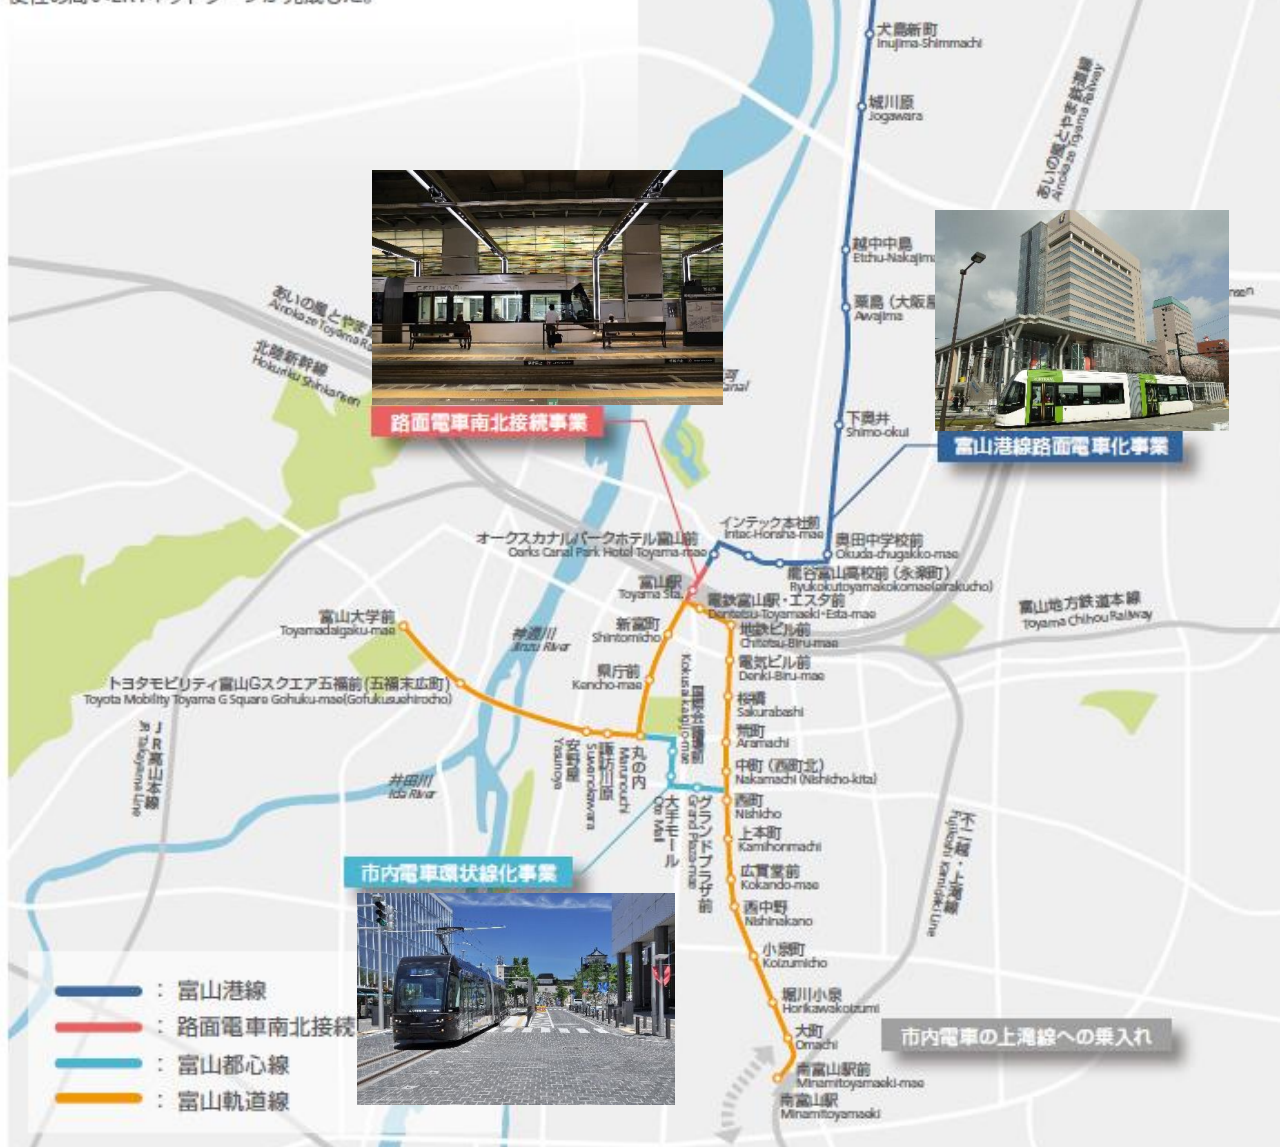 犬島新町
Inujima-Shimmachi
城川原
Jogawara
あいの風とやま鉄道線
Ainokaze Toyama Railway
越中中島
Etchu-Nakajima
粟島（大阪屋
Awajima
あいの風とやま
Ainokaze Toyama Ra
北陸新幹線
Hokuriku Shinkansen
下奥井
Shimo-okui
路面電車南北接続事業
富山港線路面電車化事業
インテック本社前
Intec-Honsha-mae
オークスカナルパークホテル富山前
Oarks Canal Park Hotel Toyama-mae
奥田中学校前
Okuda-chugakko-mae
龍谷富山高校前（永楽町）
Ryukokutoyamakokomae(eirakucho)
富山駅
Toyama Sta.
電鉄富山駅・エスタ前
Dentetsu-Toyamaeki・Esta-mae
富山地方鉄道本線
Toyama Chihou Railway
富山大学前
Toyamadaigaku-mae
新富町
Shintomicho
地鉄ビル前
Chitetsu-Biru-mae
神通川
Jinzu River
県庁前
Kencho-mae
電気ビル前
Denki-Biru-mae
トヨタモビリティ富山Gスクエア五福前(五福末広町)
Toyota Mobility Toyama G Square Gohuku-mae(Gofukusuehirocho)
国際会議場前
Kokusaikaigijo-mae
桜橋
Sakurabashi
荒町
Aramachi
JR高山本線
JR Takayama Line
安野屋
Yasunoya
諏訪川原
Suwanokawara
丸の内
Marunouchi
中町（西町北）
Nakamachi (Nishicho-kita)
井田川
Ida River
大手モール
Ote Mall
グランドプラザ前
Grand Plaza-mae
西町
Nishicho
上本町
Kamihonmachi
不二越・上滝線
Fujikoshi Kamidaki Line
市内電車環状線化事業
広貫堂前
Kokando-mae
西中野
Nishinakano
小泉町
Koizumicho
堀川小泉
Horikawakoizumi
大町
Omachi
市内電車の上滝線への乗入れ
南富山駅前
Minamitoyamaeki-mae
南富山駅
Minamitoyamaeki
：富山港線
：路面電車南北接続
：富山都心線
：富山軌道線